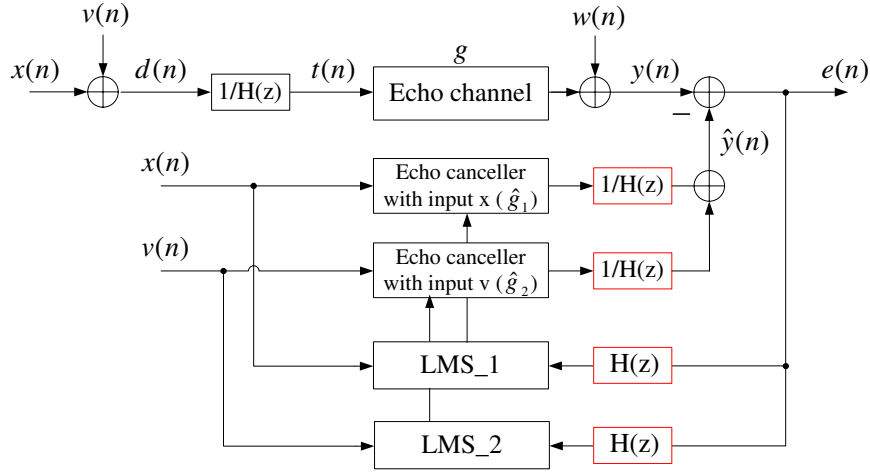 v(n)
w(n)
x(n)
d(n)
1/H(z)
t(n)
g
Echo channel
y(n)
e(n)
−
ŷ(n)
x(n)
Echo canceller
with input x (ĝ₁)
1/H(z)
v(n)
Echo canceller
with input v (ĝ₂)
1/H(z)
LMS_1
H(z)
LMS_2
H(z)